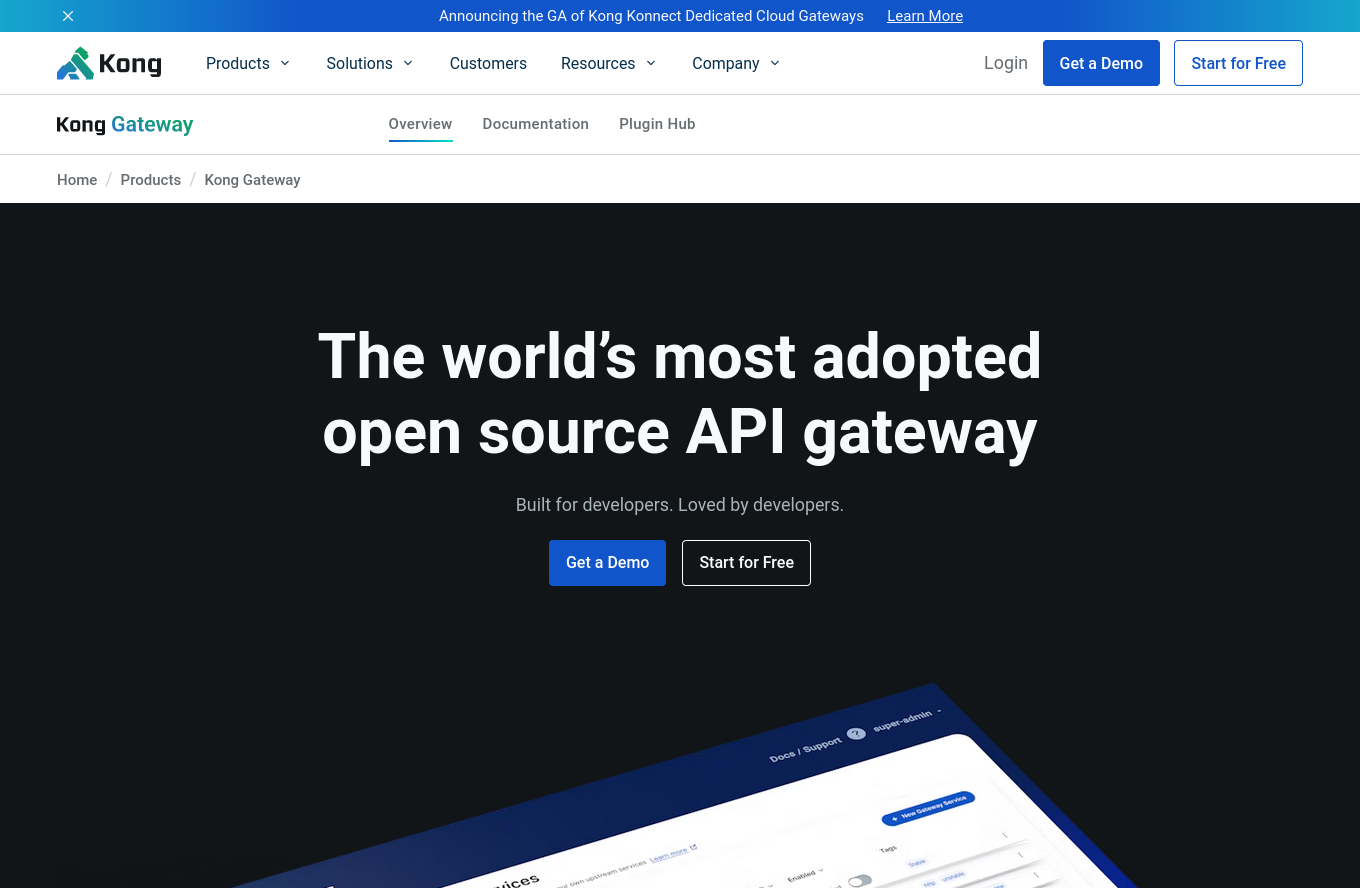 Announcing the GA of Kong Konnect Dedicated Cloud Gateways Learn More
Kong Products Solutions Customers Resources Company Login Get a Demo Start for Free
Kong Gateway Overview Documentation Plugin Hub
Home / Products / Kong Gateway
The world’s most adopted
open source API gateway
Built for developers. Loved by developers.
Get a Demo Start for Free
Docs / Support ? super-admin
+ New Gateway Service
own upstream services Learn more
Tags
Enabled
Stable
http unstable